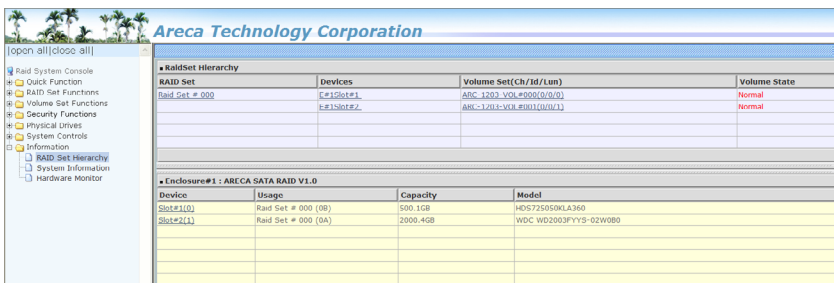 Areca Technology Corporation
|open all|close all|
Raid System Console
Quick Function
RAID Set Functions
Volume Set Functions
Security Functions
Physical Drives
System Controls
Information
RAID Set Hierarchy
System Information
Hardware Monitor
RaidSet Hierarchy
RAID Set Devices Volume Set(Ch/Id/Lun) Volume State
Raid Set # 000 E#1Slot#1 ARC-1203-VOL#000(0/0/0) Normal
E#1Slot#2 ARC-1203-VOL#001(0/0/1) Normal
Enclosure#1 : ARECA SATA RAID V1.0
Device Usage Capacity Model
Slot#1(0) Raid Set # 000 (0B) 500.1GB HDS725050KLA360
Slot#2(1) Raid Set # 000 (0A) 2000.4GB WDC WD2003FYYS-02W0B0